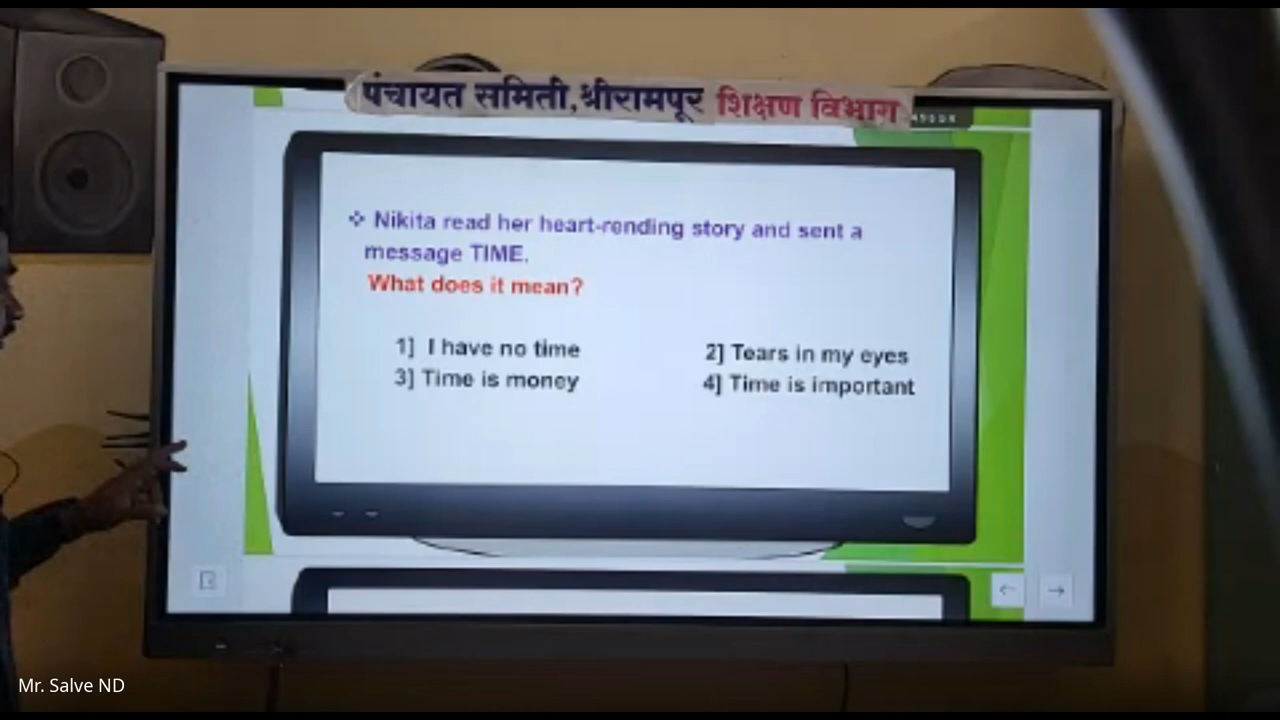 पंचायत समिती,श्रीरामपूर शिक्षण विभाग
❖ Nikita read her heart-rending story and sent a
message TIME.
What does it mean?
1] I have no time
2] Tears in my eyes
3] Time is money
4] Time is important
Mr. Salve ND